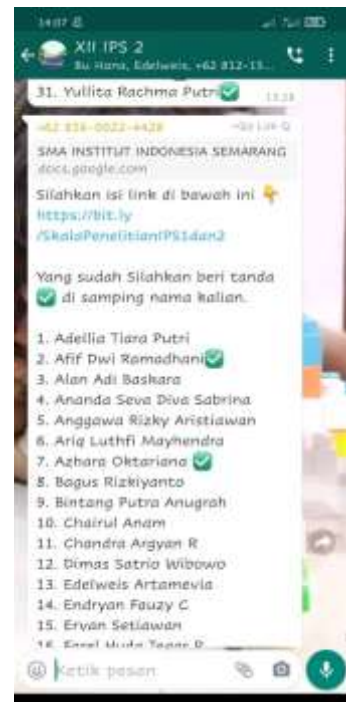 XII IPS 2
Bu Hana, Edelweis, +62 812-13...
31. Yullita Rachma Putri✅
13.28
SMA INSTITUT INDONESIA SEMARANG
docs.google.com
Silahkan isi link di bawah ini 👇
https://bit.ly
/SkalaPenelitianIPS1dan2
Yang sudah Silahkan beri tanda
✅ di samping nama kalian.
1. Adellia Tiara Putri
2. Afif Dwi Ramadhani✅
3. Alan Adi Baskara
4. Ananda Seva Diva Sabrina
5. Anggawa Rizky Aristiawan
6. Ariq Luthfi Mayhendra
7. Azhara Oktariana ✅
8. Bagus Rizkiyanto
9. Bintang Putra Anugrah
10. Chairul Anam
11. Chandra Argyan R
12. Dimas Satrio Wibowo
13. Edelweis Artamevia
14. Endryan Fauzy C
15. Ervan Setiawan
Ketik pesan